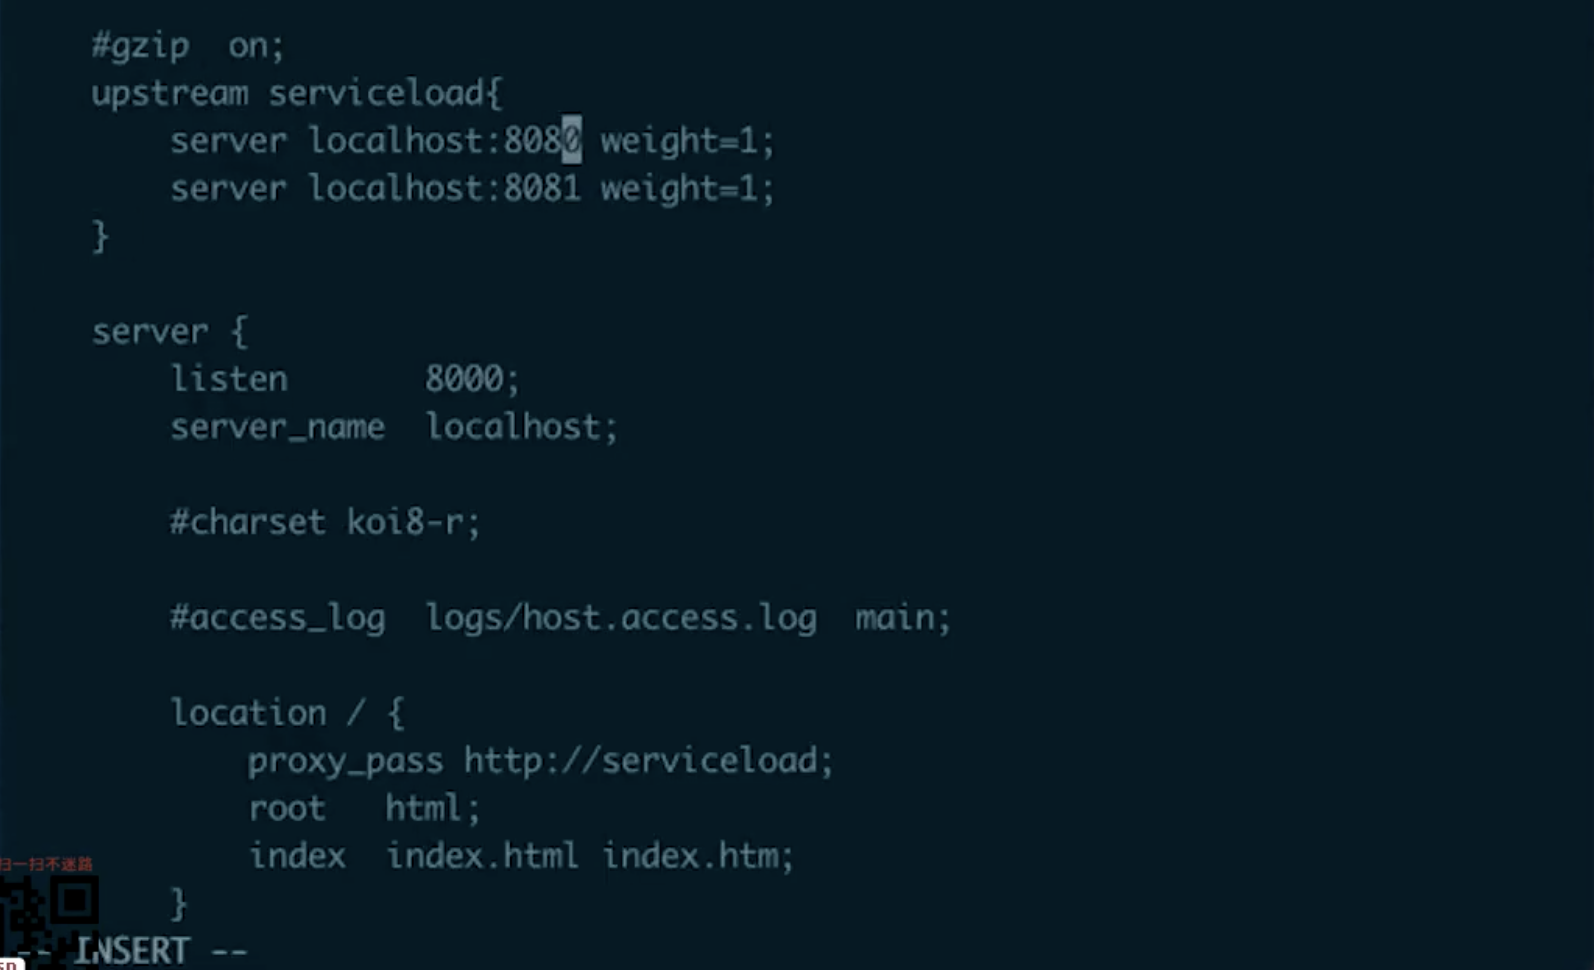 #gzip  on;
upstream serviceload{
server localhost:8080 weight=1;
server localhost:8081 weight=1;
}
server {
listen       8000;
server_name  localhost;
#charset koi8-r;
#access_log  logs/host.access.log  main;
location / {
proxy_pass http://serviceload;
root   html;
index  index.html index.htm;
扫一扫不迷路
}
-- INSERT --